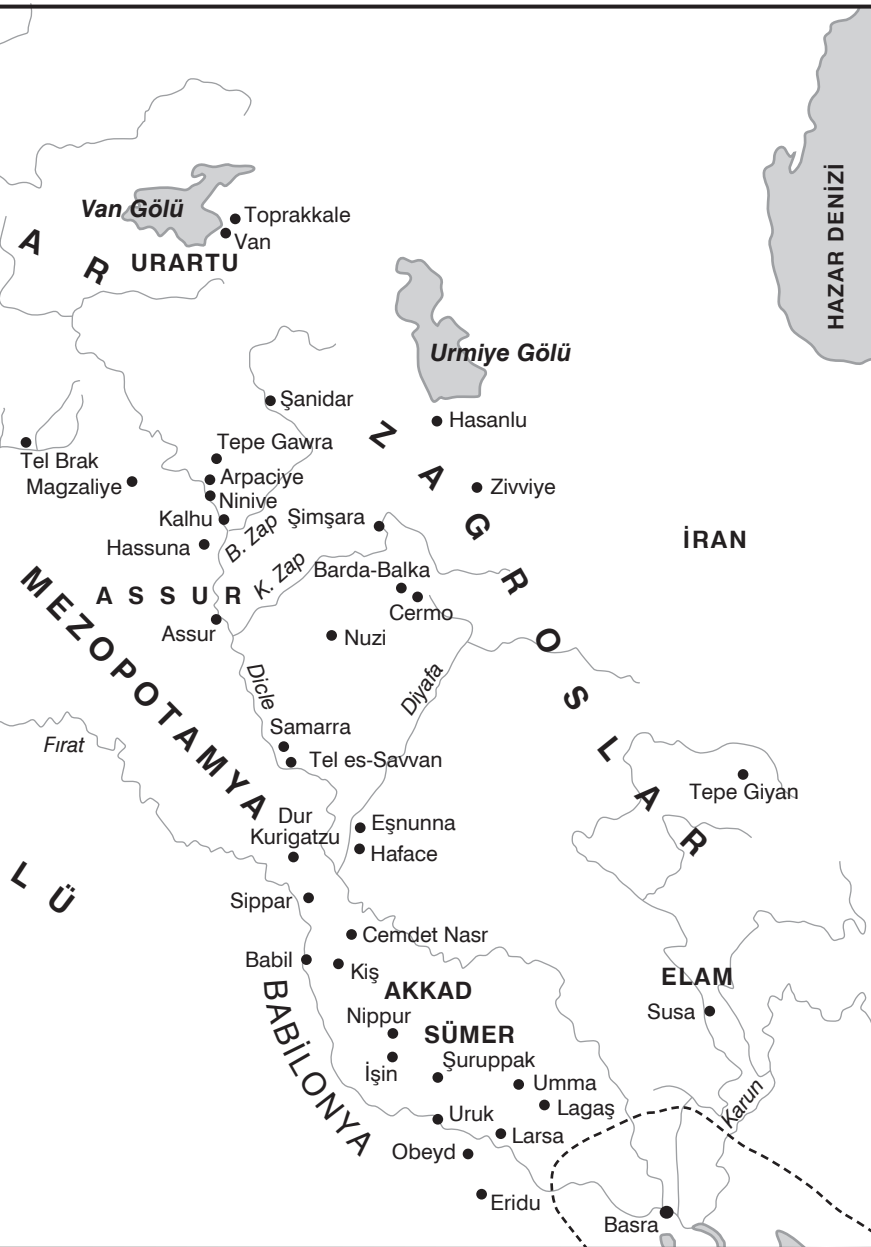 HAZAR DENİZİ
Van Gölü
Toprakkale
Van
A R
URARTU
Urmiye Gölü
Şanidar
Hasanlu
Z A G R O S L A R
Tepe Gawra
Tel Brak
Arpaciye
Magzaliye
Zivviye
Ninive
Kalhu
Şimşara
B. Zap
Hassuna
İRAN
K. Zap
Barda-Balka
ASSUR
Cermo
MEZOPOTAMYA
Assur
Nuzi
Dicle
Diyafa
Samarra
Fırat
Tel es-Savvan
Tepe Giyan
Dur
Kurigatzu
Eşnunna
Haface
L Ü
Sippar
Cemdet Nasr
Babil
Kiş
ELAM
AKKAD
BABİLONYA
Susa
Nippur
SÜMER
Şuruppak
İşin
Umma
Lagaş
Karun
Uruk
Larsa
Obeyd
Eridu
Basra